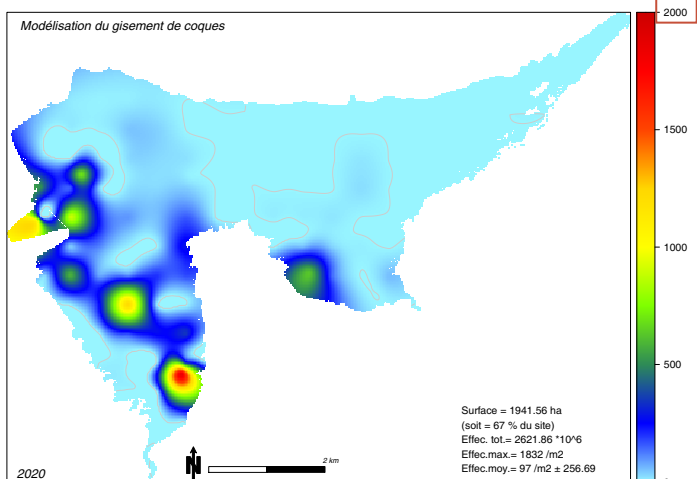 Modélisation du gisement de coques
2000
1500
1000
500
Surface = 1941.56 ha
(soit = 67 % du site)
Effec. tot.= 2621.86 *10^6
Effec.max.= 1832 /m2
Effec.moy.= 97 /m2 ± 256.69
2020
N
2 km